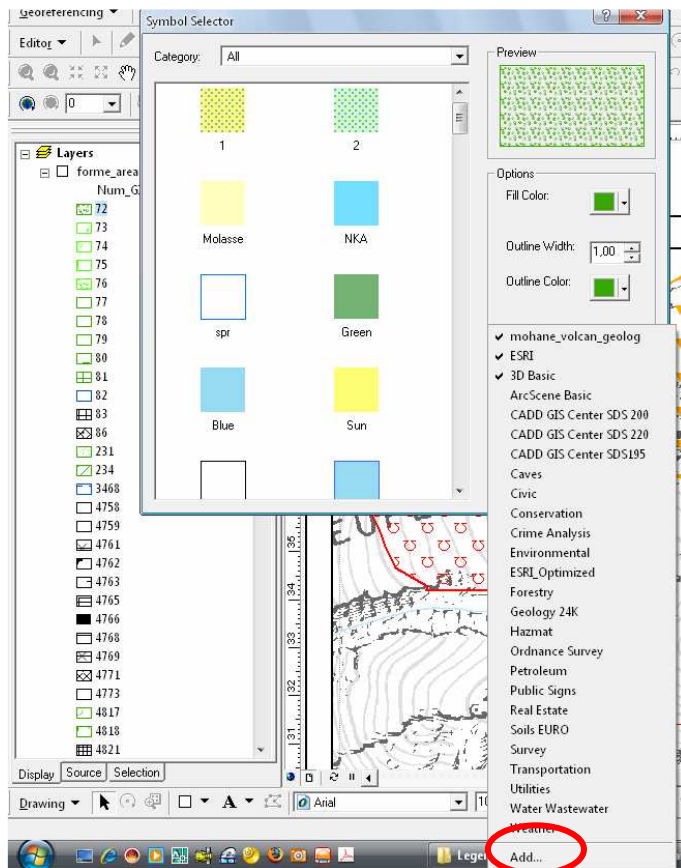 Georeferencing
Editor
0
Layers
forme_area
Num_G
72
73
74
75
76
77
78
79
80
81
82
83
86
231
234
3468
4758
4759
4761
4762
4763
4765
4766
4768
4769
4771
4773
4817
4818
4821
Display Source Selection
Symbol Selector
Category: All
1 2
Molasse NKA
spr Green
Blue Sun
Preview
Options
Fill Color:
Outline Width: 1,00
Outline Color:
mohane_volcan_geolog
ESRI
3D Basic
ArcScene Basic
CADD GIS Center SDS 200
CADD GIS Center SDS 220
CADD GIS Center SDS195
Caves
Civic
Conservation
Crime Analysis
Environmental
ESRI_Optimized
Forestry
Geology 24K
Hazmat
Ordnance Survey
Petroleum
Public Signs
Real Estate
Soils EURO
Survey
Transportation
Utilities
Water Wastewater
Weather
Add...
35
34
33
32
31
Drawing A Arial 10
Legen